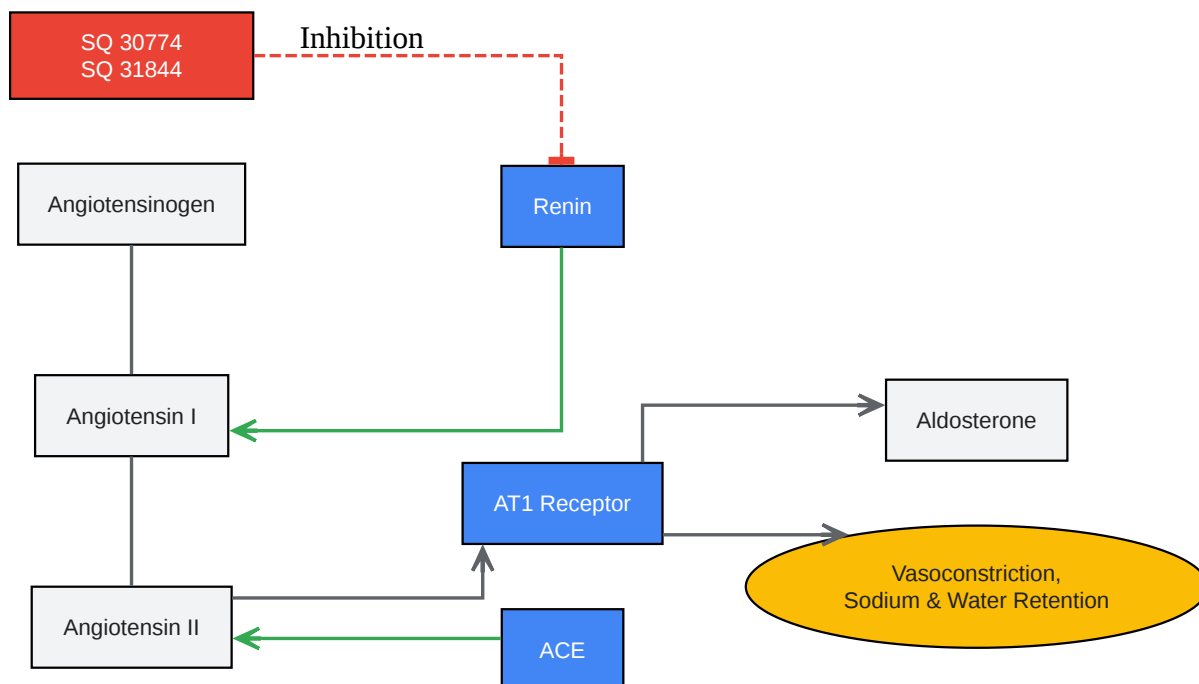 SQ 30774
SQ 31844
Inhibition
Angiotensinogen
Renin
Angiotensin I
Aldosterone
AT1 Receptor
Vasoconstriction,
Sodium & Water Retention
Angiotensin II
ACE